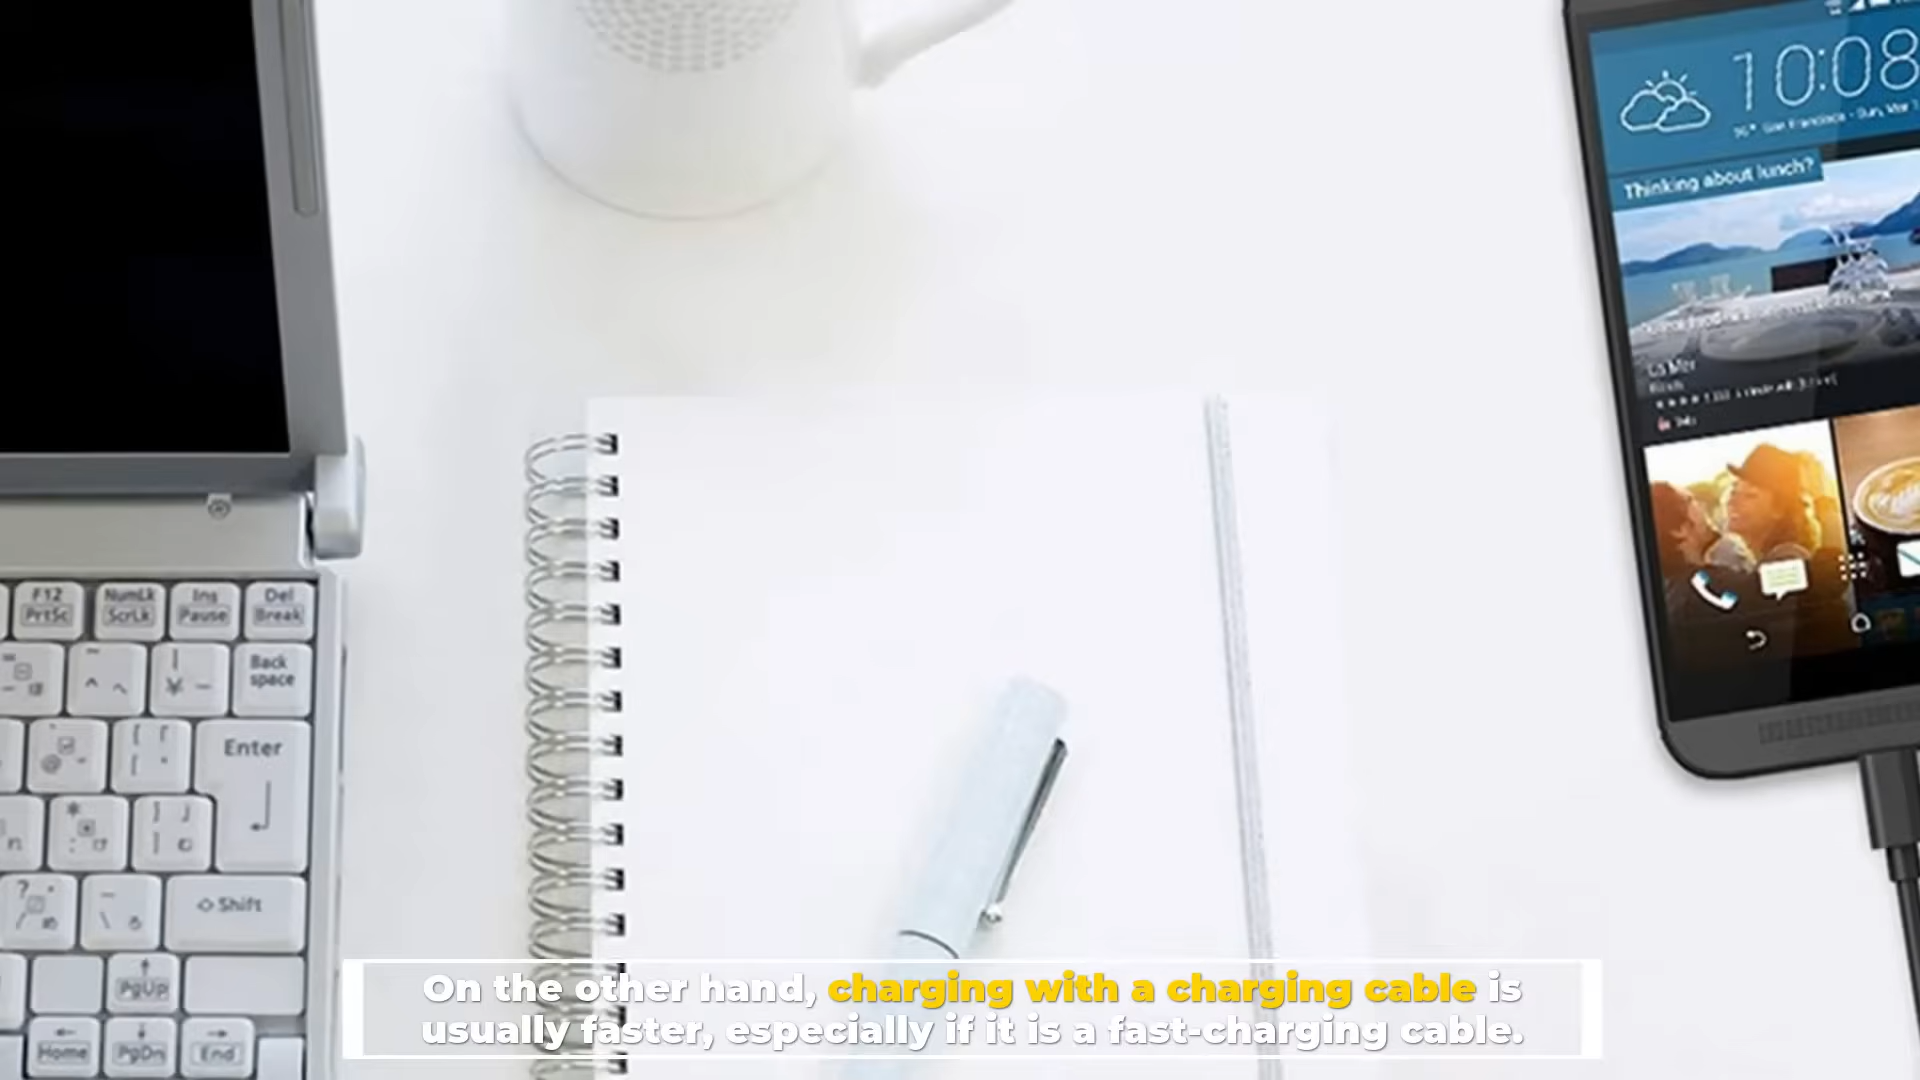 10:08
Thinking about lunch?
F12
PrtSc
NumLk
ScrLk
Ins
Pause
Del
Break
Back
space
Enter
Shift
PgUp
Home
PgDn
End
On the other hand, charging with a charging cable is
usually faster, especially if it is a fast-charging cable.